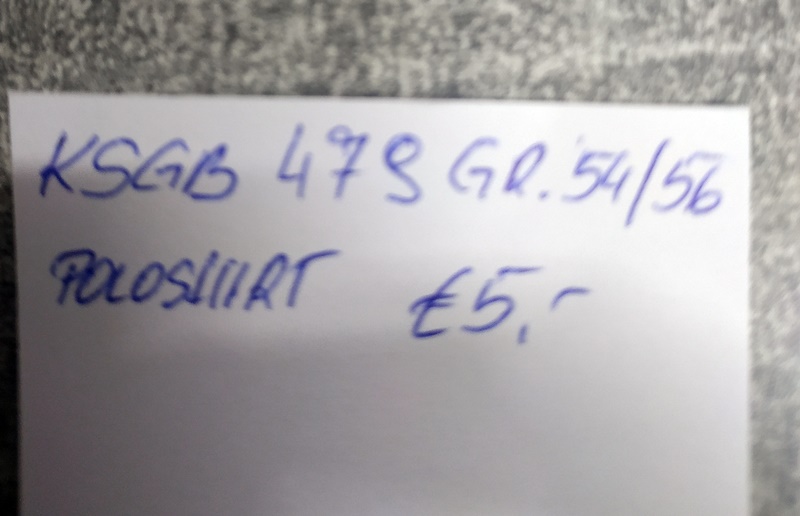 KSGB 479 GR. 54/56
POLOSHIRT €5,-